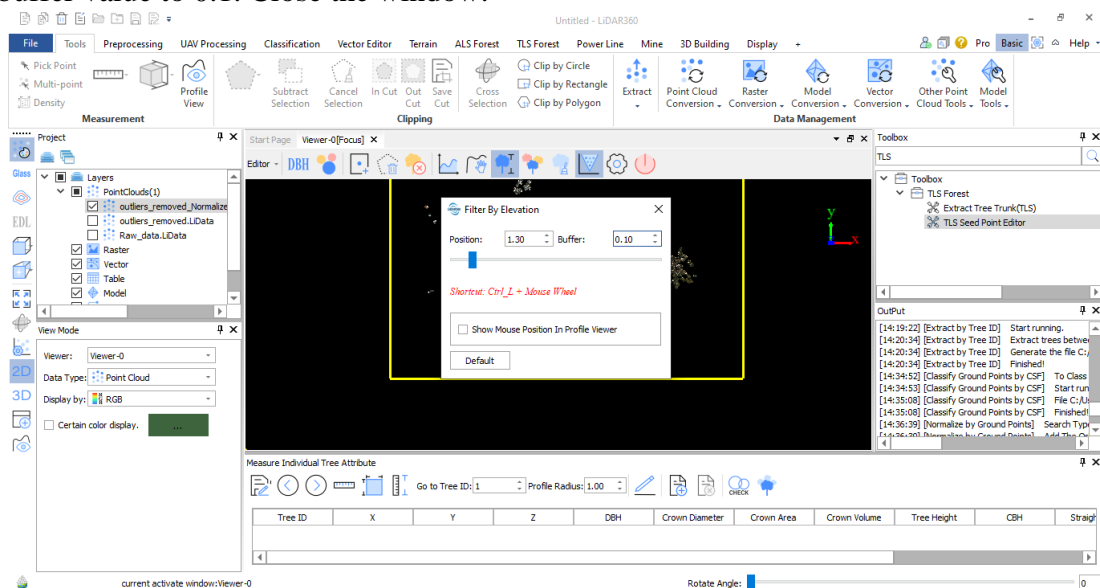 buffer value to 0.1. Close the window.
Untitled - LiDAR360
File Tools Preprocessing UAV Processing Classification Vector Editor Terrain ALS Forest TLS Forest Power Line Mine 3D Building Display + Pro Basic Help
Pick Point
Multi-point
Density
Profile View
Subtract Selection
Cancel Selection
In Cut
Out Cut
Save Cut
Cross Selection
Clip by Circle
Clip by Rectangle
Clip by Polygon
Extract
Point Cloud Conversion
Raster Conversion
Model Conversion
Vector Conversion
Other Point Cloud Tools
Model Tools
Measurement
Clipping
Data Management
Project
Glass
EDL
2D
3D
Layers
PointClouds(1)
outliers_removed_Normalize
outliers_removed.LiData
Raw_data.LiData
Raster
Vector
Table
Model
View Mode
Viewer: Viewer-0
Data Type: Point Cloud
Display by: RGB
Certain color display. ...
Start Page Viewer-0[Focus]
Editor DBH
Filter By Elevation
Position: 1.30 Buffer: 0.10
Shortcut: Ctrl_L + Mouse Wheel
Show Mouse Position In Profile Viewer
Default
y
x
Toolbox
TLS
Toolbox
TLS Forest
Extract Tree Trunk(TLS)
TLS Seed Point Editor
OutPut
[14:19:22] [Extract by Tree ID] Start running.
[14:20:34] [Extract by Tree ID] Extract trees betwe
[14:20:34] [Extract by Tree ID] Generate the file C:/
[14:20:34] [Extract by Tree ID] Finished!
[14:34:52] [Classify Ground Points by CSF] To Class
[14:34:53] [Classify Ground Points by CSF] Start run
[14:35:08] [Classify Ground Points by CSF] File C:/Us
[14:35:08] [Classify Ground Points by CSF] Finished!
[14:36:39] [Normalize by Ground Points] Search Type
Measure Individual Tree Attribute
Go to Tree ID: 1 Profile Radius: 1.00 CHECK
Tree ID X Y Z DBH Crown Diameter Crown Area Crown Volume Tree Height CBH Straigh
current activate window:Viewer-0 Rotate Angle: 0